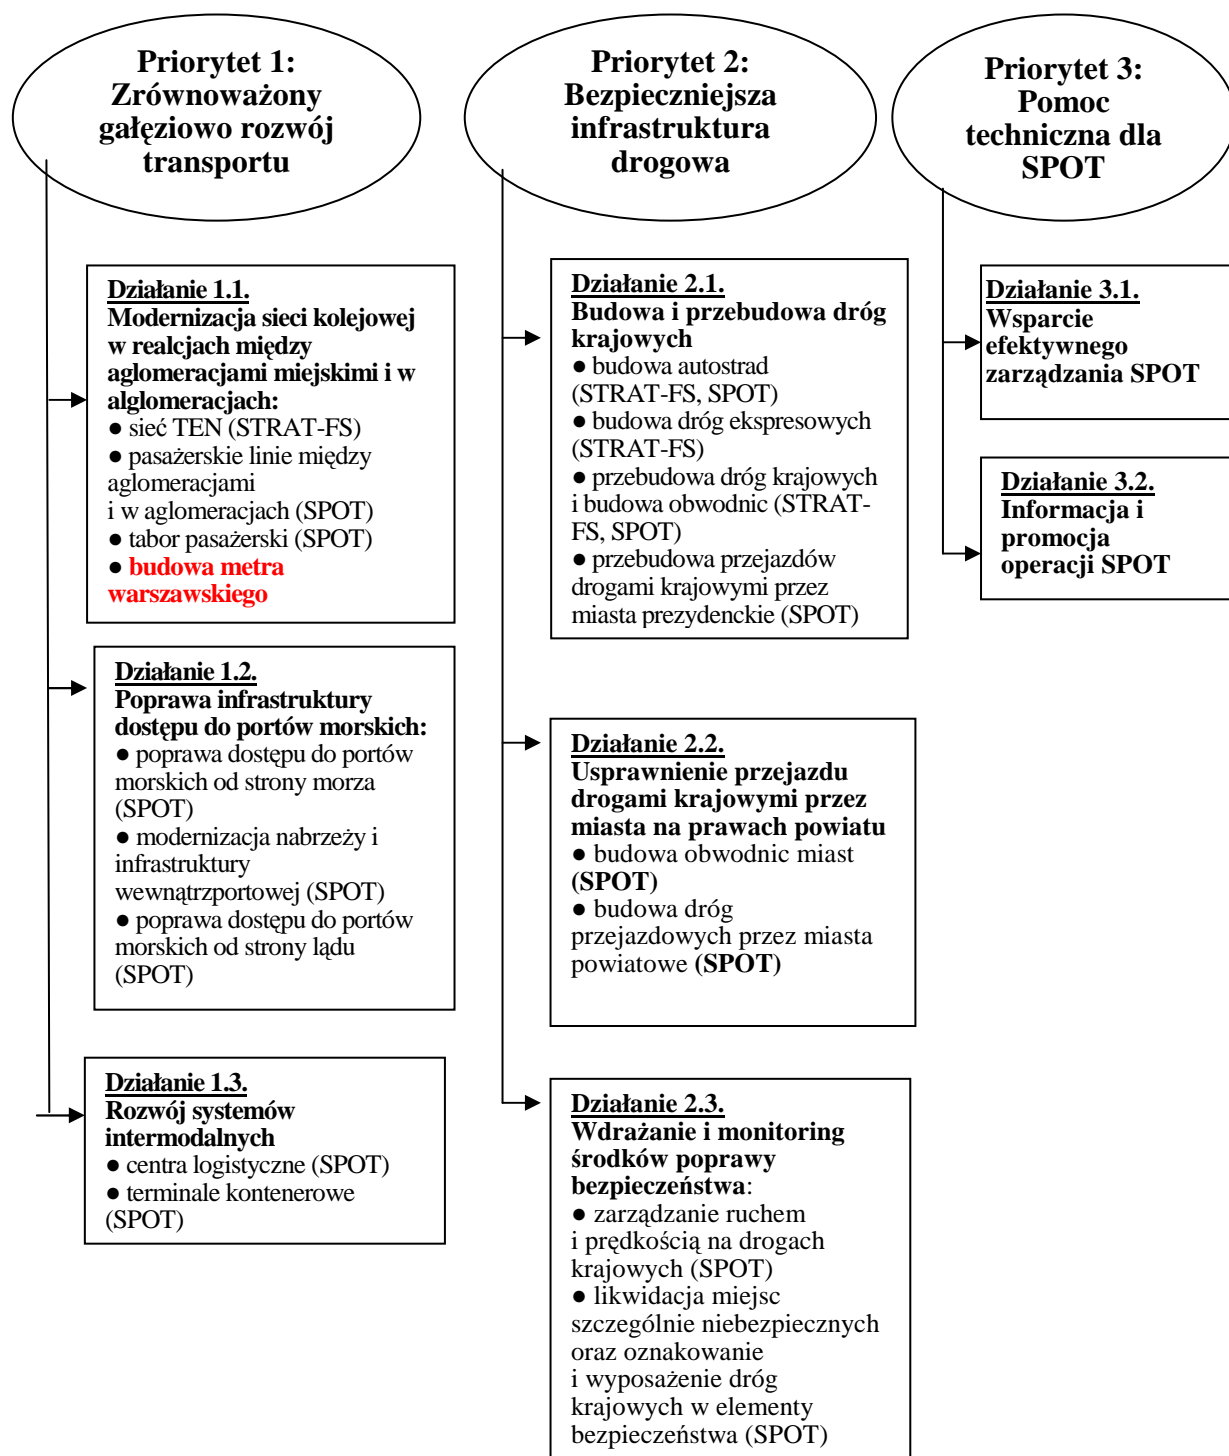 Priorytet 1:
Zrównoważony
gałęziowo rozwój
transportu
Priorytet 2:
Bezpieczniejsza
infrastruktura
drogowa
Priorytet 3:
Pomoc
techniczna dla
SPOT
Działanie 1.1.
Modernizacja sieci kolejowej
w realcjach między
aglomeracjami miejskimi i w
alglomeracjach:
● sieć TEN (STRAT-FS)
● pasażerskie linie między
aglomeracjami
i w aglomeracjach (SPOT)
● tabor pasażerski (SPOT)
● budowa metra
warszawskiego
Działanie 1.2.
Poprawa infrastruktury
dostępu do portów morskich:
● poprawa dostępu do portów
morskich od strony morza
(SPOT)
● modernizacja nabrzeży i
infrastruktury
wewnątrzportowej (SPOT)
● poprawa dostępu do portów
morskich od strony lądu
(SPOT)
Działanie 1.3.
Rozwój systemów
intermodalnych
● centra logistyczne (SPOT)
● terminale kontenerowe
(SPOT)
Działanie 2.1.
Budowa i przebudowa dróg
krajowych
● budowa autostrad
(STRAT-FS, SPOT)
● budowa dróg ekspresowych
(STRAT-FS)
● przebudowa dróg krajowych
i budowa obwodnic (STRAT-
FS, SPOT)
● przebudowa przejazdów
drogami krajowymi przez
miasta prezydenckie (SPOT)
Działanie 2.2.
Usprawnienie przejazdu
drogami krajowymi przez
miasta na prawach powiatu
● budowa obwodnic miast
(SPOT)
● budowa dróg
przejazdowych przez miasta
powiatowe (SPOT)
Działanie 2.3.
Wdrażanie i monitoring
środków poprawy
bezpieczeństwa:
● zarządzanie ruchem
i prędkością na drogach
krajowych (SPOT)
● likwidacja miejsc
szczególnie niebezpiecznych
oraz oznakowanie
i wyposażenie dróg
krajowych w elementy
bezpieczeństwa (SPOT)
Działanie 3.1.
Wsparcie
efektywnego
zarządzania SPOT
Działanie 3.2.
Informacja i
promocja
operacji SPOT